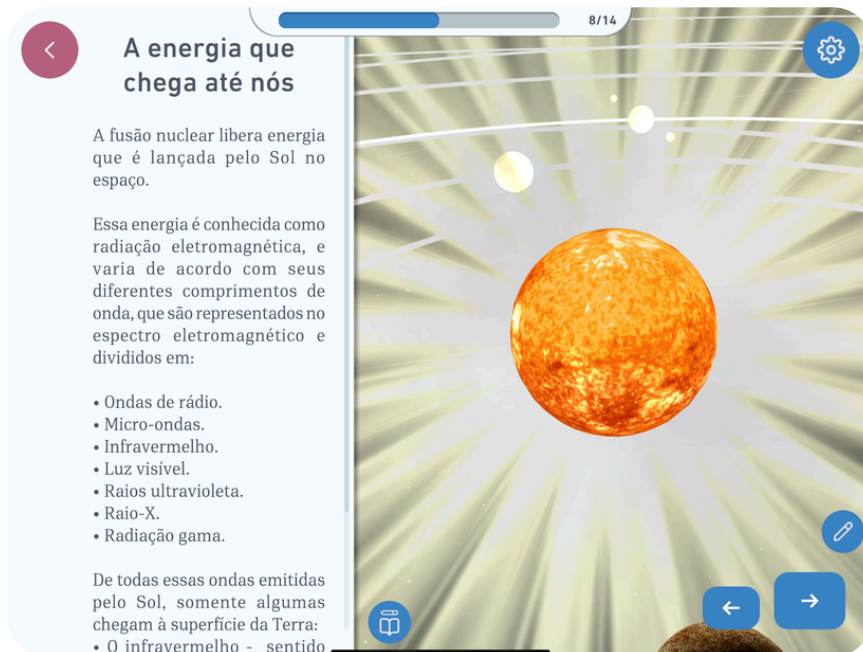 8/14
A energia que
chega até nós
A fusão nuclear libera energia
que é lançada pelo Sol no
espaço.
Essa energia é conhecida como
radiação eletromagnética, e
varia de acordo com seus
diferentes comprimentos de
onda, que são representados no
espectro eletromagnético e
divididos em:
• Ondas de rádio.
• Micro-ondas.
• Infravermelho.
• Luz visível.
• Raios ultravioleta.
• Raio-X.
• Radiação gama.
De todas essas ondas emitidas
pelo Sol, somente algumas
chegam à superfície da Terra:
• O infravermelho - sentido